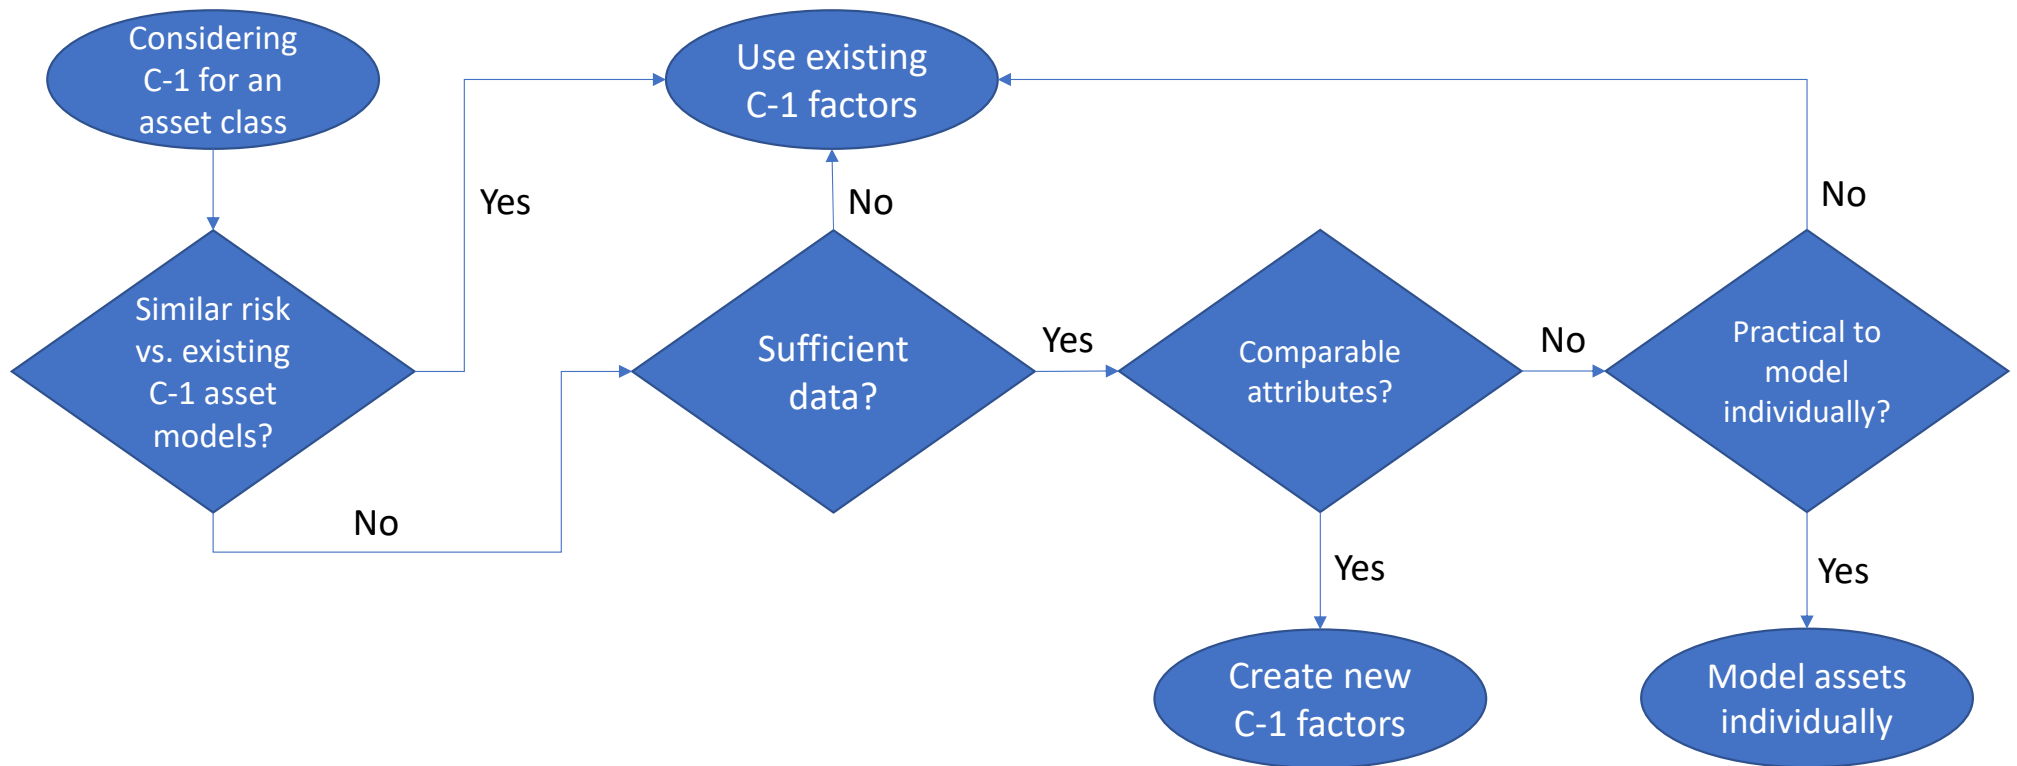 Considering
C-1 for an
asset class
Use existing
C-1 factors
Yes
No
No
Similar risk
vs. existing
C-1 asset
models?
Sufficient
data?
Yes
Comparable
attributes?
No
Practical to
model
individually?
No
Yes
Yes
Create new
C-1 factors
Model assets
individually